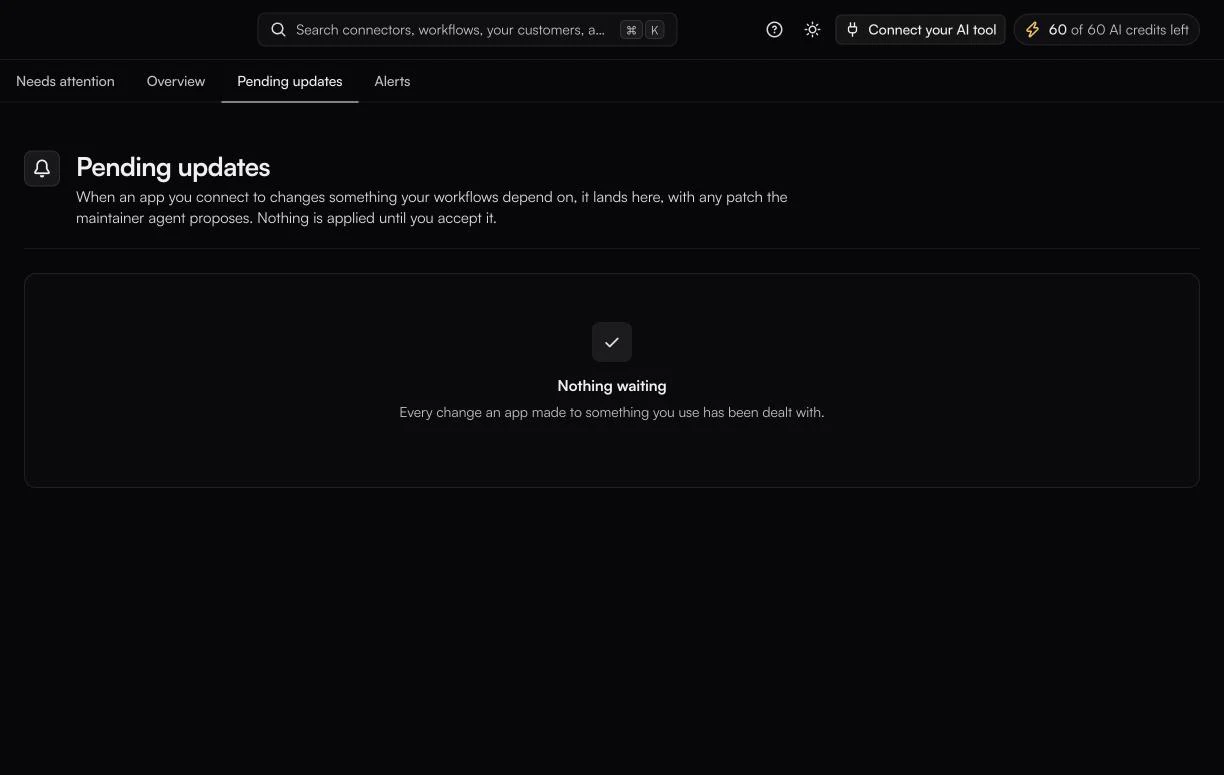 Search connectors, workflows, your customers, a... ⌘ K
Connect your AI tool
60 of 60 AI credits left
Needs attention
Overview
Pending updates
Alerts
Pending updates
When an app you connect to changes something your workflows depend on, it lands here, with any patch the
maintainer agent proposes. Nothing is applied until you accept it.
Nothing waiting
Every change an app made to something you use has been dealt with.